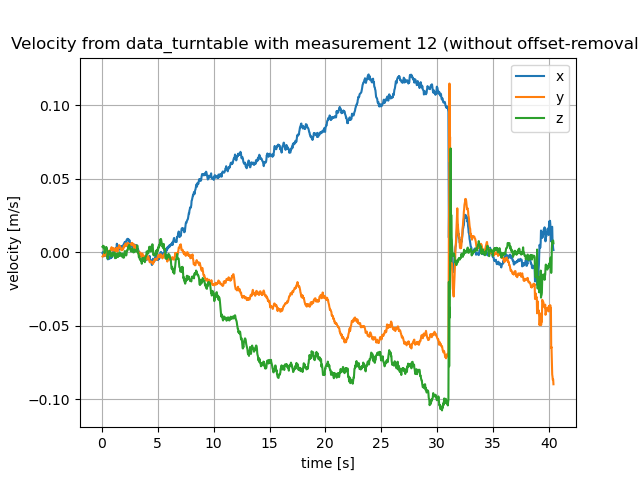 Velocity from data_turntable with measurement 12 (without offset-removal
x
y
z
velocity [m/s]
0.10
0.05
0.00
−0.05
−0.10
0 5 10 15 20 25 30 35 40
time [s]